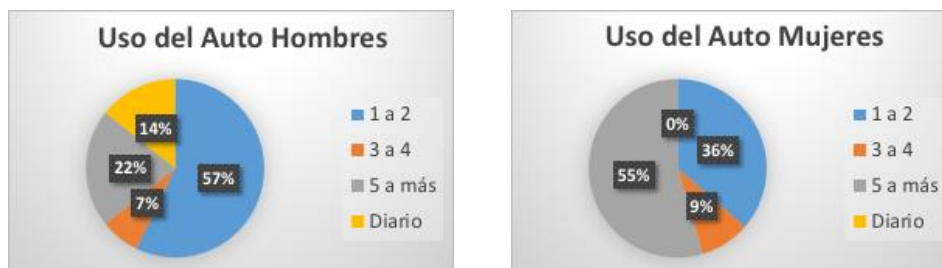 Uso del Auto Hombres
14%
22%
57%
7%
1 a 2
3 a 4
5 a más
Diario
Uso del Auto Mujeres
0%
36%
55%
9%
1 a 2
3 a 4
5 a más
Diario